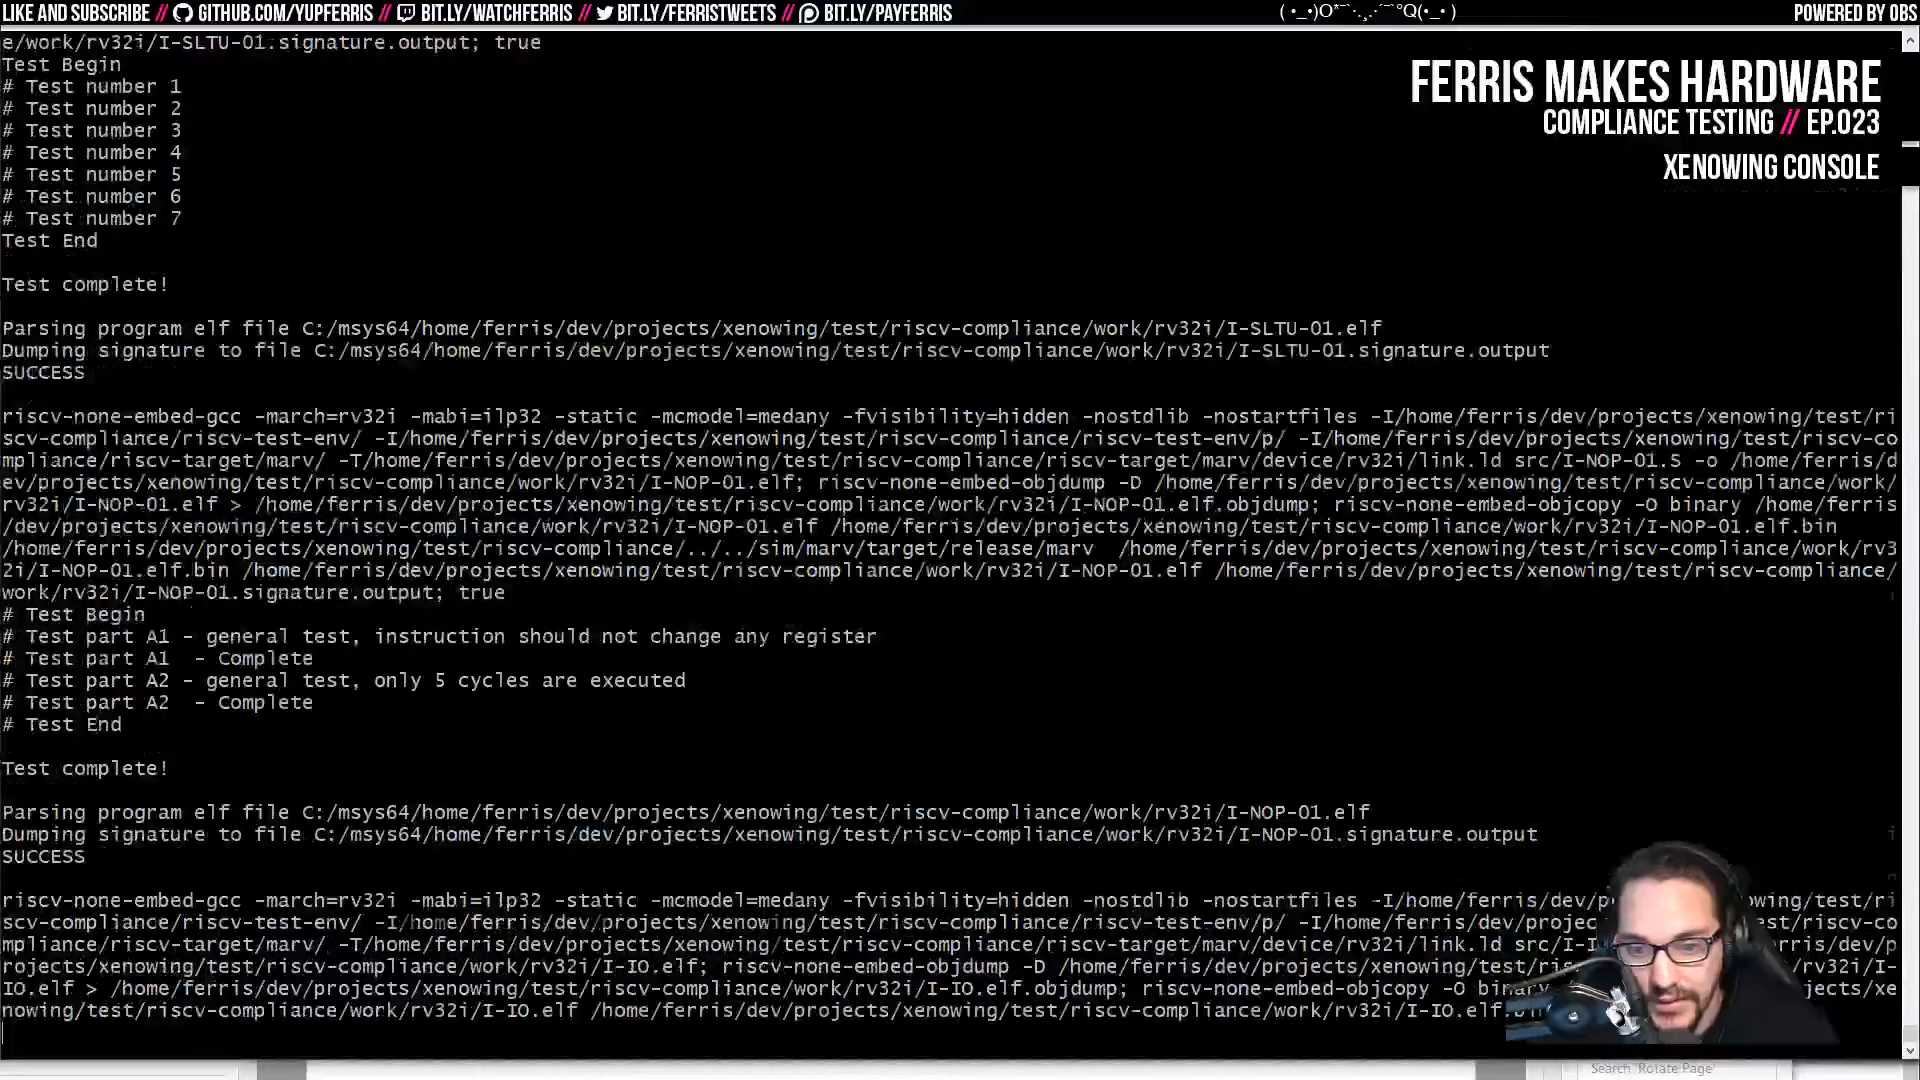 LIKE AND SUBSCRIBE // GITHUB.COM/YUPFERRIS // BIT.LY/WATCHFERRIS // BIT.LY/FERRISTWEETS // BIT.LY/PAYFERRIS
POWERED BY OBS
FERRIS MAKES HARDWARE
COMPLIANCE TESTING // EP.023
XENOWING CONSOLE
e/work/rv32i/I-SLTU-01.signature.output; true
Test Begin
# Test number 1
# Test number 2
# Test number 3
# Test number 4
# Test number 5
# Test number 6
# Test number 7
Test End
Test complete!
Parsing program elf file C:/msys64/home/ferris/dev/projects/xenowing/test/riscv-compliance/work/rv32i/I-SLTU-01.elf
Dumping signature to file C:/msys64/home/ferris/dev/projects/xenowing/test/riscv-compliance/work/rv32i/I-SLTU-01.signature.output
SUCCESS
riscv-none-embed-gcc -march=rv32i -mabi=ilp32 -static -mcmodel=medany -fvisibility=hidden -nostdlib -nostartfiles -I/home/ferris/dev/projects/xenowing/test/ri
scv-compliance/riscv-test-env/ -I/home/ferris/dev/projects/xenowing/test/riscv-compliance/riscv-test-env/p/ -I/home/ferris/dev/projects/xenowing/test/riscv-co
mpliance/riscv-target/marv/ -T/home/ferris/dev/projects/xenowing/test/riscv-compliance/riscv-target/marv/device/rv32i/link.ld src/I-NOP-01.S -o /home/ferris/d
ev/projects/xenowing/test/riscv-compliance/work/rv32i/I-NOP-01.elf; riscv-none-embed-objdump -D /home/ferris/dev/projects/xenowing/test/riscv-compliance/work/
rv32i/I-NOP-01.elf > /home/ferris/dev/projects/xenowing/test/riscv-compliance/work/rv32i/I-NOP-01.elf.objdump; riscv-none-embed-objcopy -O binary /home/ferris
/dev/projects/xenowing/test/riscv-compliance/work/rv32i/I-NOP-01.elf /home/ferris/dev/projects/xenowing/test/riscv-compliance/work/rv32i/I-NOP-01.elf.bin
/home/ferris/dev/projects/xenowing/test/riscv-compliance/../../sim/marv/target/release/marv  /home/ferris/dev/projects/xenowing/test/riscv-compliance/work/rv3
2i/I-NOP-01.elf.bin /home/ferris/dev/projects/xenowing/test/riscv-compliance/work/rv32i/I-NOP-01.elf /home/ferris/dev/projects/xenowing/test/riscv-compliance/
work/rv32i/I-NOP-01.signature.output; true
# Test Begin
# Test part A1 - general test, instruction should not change any register
# Test part A1  - Complete
# Test part A2 - general test, only 5 cycles are executed
# Test part A2  - Complete
# Test End
Test complete!
Parsing program elf file C:/msys64/home/ferris/dev/projects/xenowing/test/riscv-compliance/work/rv32i/I-NOP-01.elf
Dumping signature to file C:/msys64/home/ferris/dev/projects/xenowing/test/riscv-compliance/work/rv32i/I-NOP-01.signature.output
SUCCESS
riscv-none-embed-gcc -march=rv32i -mabi=ilp32 -static -mcmodel=medany -fvisibility=hidden -nostdlib -nostartfiles -I/home/ferris/dev/p owing/test/ri
scv-compliance/riscv-test-env/ -I/home/ferris/dev/projects/xenowing/test/riscv-compliance/riscv-test-env/p/ -I/home/ferris/dev/projec est/riscv-co
mpliance/riscv-target/marv/ -T/home/ferris/dev/projects/xenowing/test/riscv-compliance/riscv-target/marv/device/rv32i/link.ld src/I-I rris/dev/p
rojects/xenowing/test/riscv-compliance/work/rv32i/I-IO.elf; riscv-none-embed-objdump -D /home/ferris/dev/projects/xenowing/test/ris /rv32i/I-
IO.elf > /home/ferris/dev/projects/xenowing/test/riscv-compliance/work/rv32i/I-IO.elf.objdump; riscv-none-embed-objcopy -O binary jects/xe
nowing/test/riscv-compliance/work/rv32i/I-IO.elf /home/ferris/dev/projects/xenowing/test/riscv-compliance/work/rv32i/I-IO.elf.bin
Search 'Rotate Page'